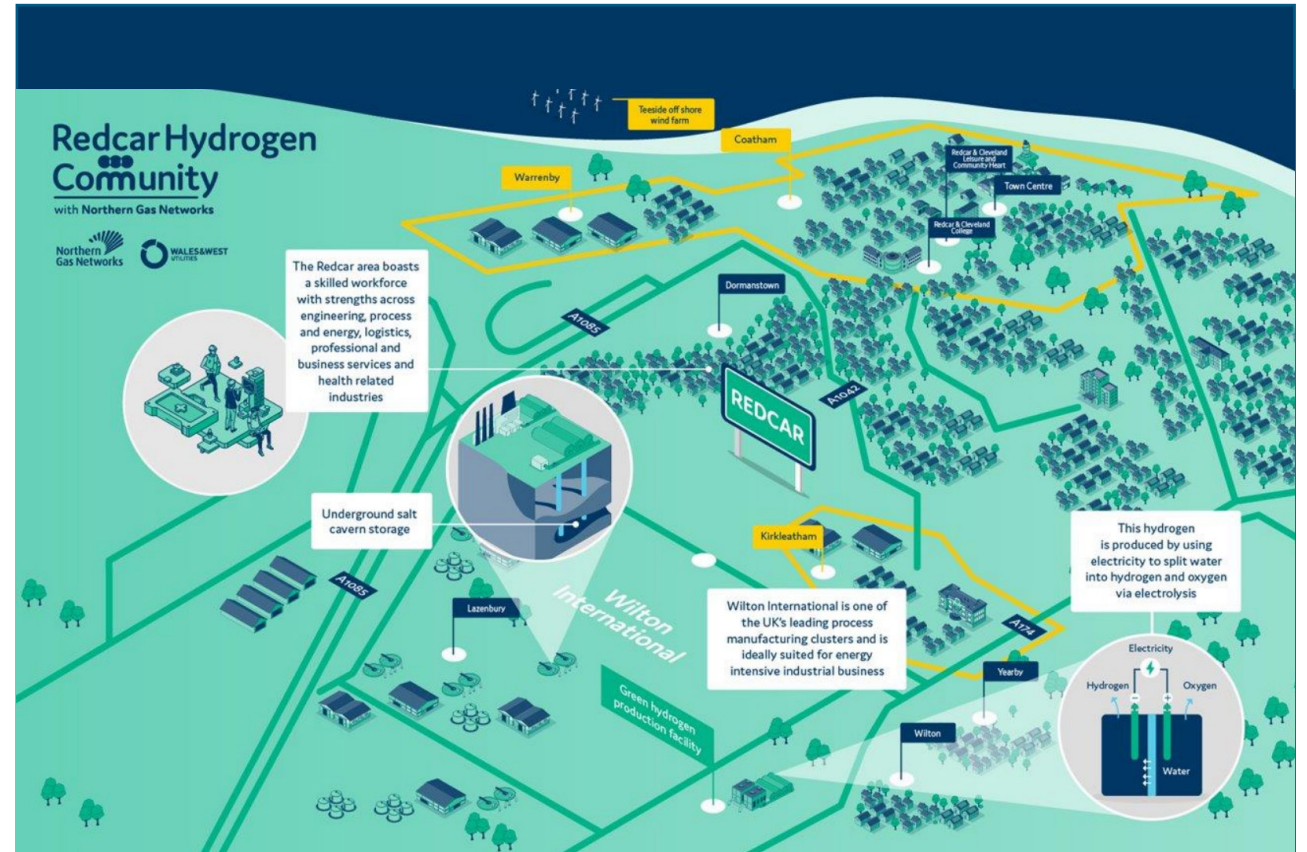 Redcar Hydrogen
Community
with Northern Gas Networks
Northern
Gas Networks
WALES&WEST
UTILITIES
Teeside off shore
wind farm
Coatham
Warrenby
Redcar & Cleveland
Leisure and
Community Heart
Town Centre
Redcar & Cleveland
College
The Redcar area boasts
a skilled workforce
with strengths across
engineering, process
and energy, logistics,
professional and
business services and
health related
industries
Dormanstown
A1085
REDCAR
A1042
Underground salt
cavern storage
A1085
Lazenbury
Wilton
International
Kirkleatham
Wilton International is one of
the UK's leading process
manufacturing clusters and is
ideally suited for energy
intensive industrial business
A174
This hydrogen
is produced by using
electricity to split water
into hydrogen and oxygen
via electrolysis
Electricity
Hydrogen
Oxygen
− +
Water
Yearby
Wilton
Green hydrogen
production facility